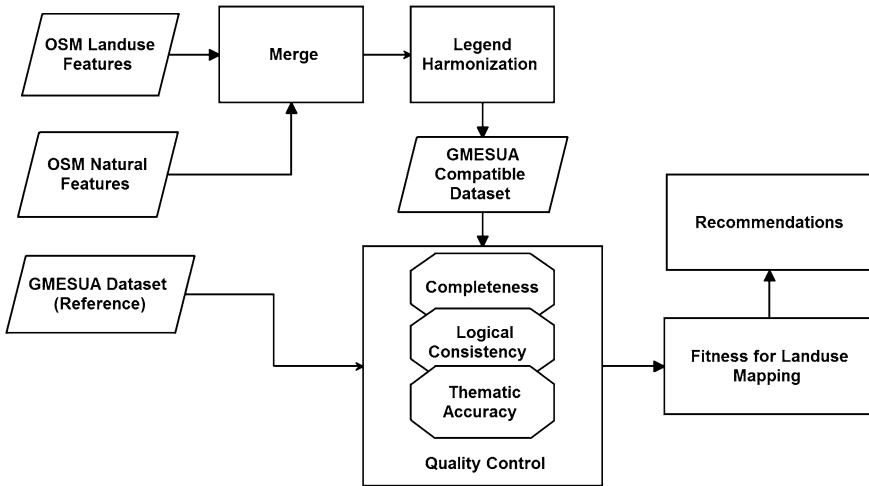 OSM Landuse
Features
Merge
Legend
Harmonization
OSM Natural
Features
GMESUA
Compatible
Dataset
Recommendations
GMESUA Dataset
(Reference)
Completeness
Logical
Consistency
Thematic
Accuracy
Quality Control
Fitness for Landuse
Mapping